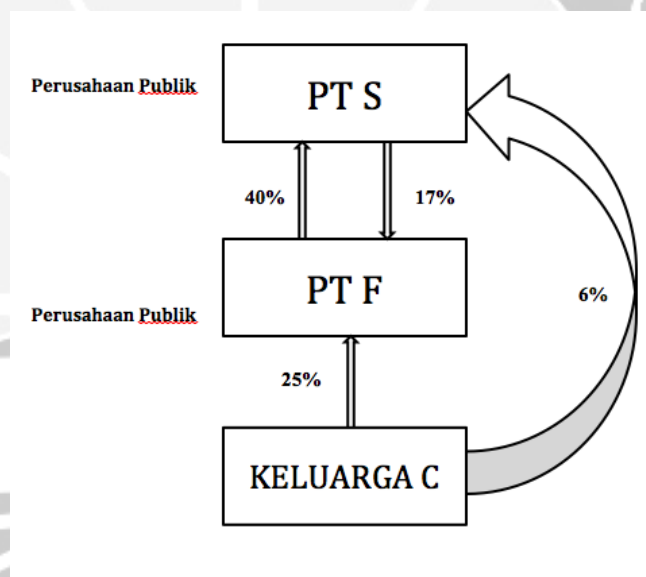 Perusahaan Publik
PT S
40%
17%
PT F
6%
Perusahaan Publik
25%
KELUARGA C